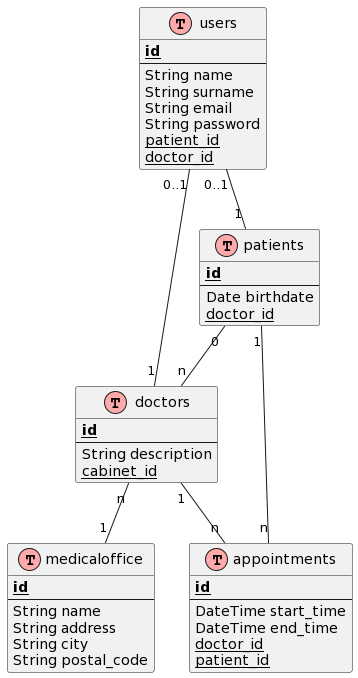 T users
id
String name
String surname
String email
String password
patient_id
doctor_id
0..1 0..1
1
T patients
id
Date birthdate
doctor_id
0 1
1 n
T doctors
id
String description
cabinet_id
n 1
1 n n
T medicaloffice
id
String name
String address
String city
String postal_code
T appointments
id
DateTime start_time
DateTime end_time
doctor_id
patient_id